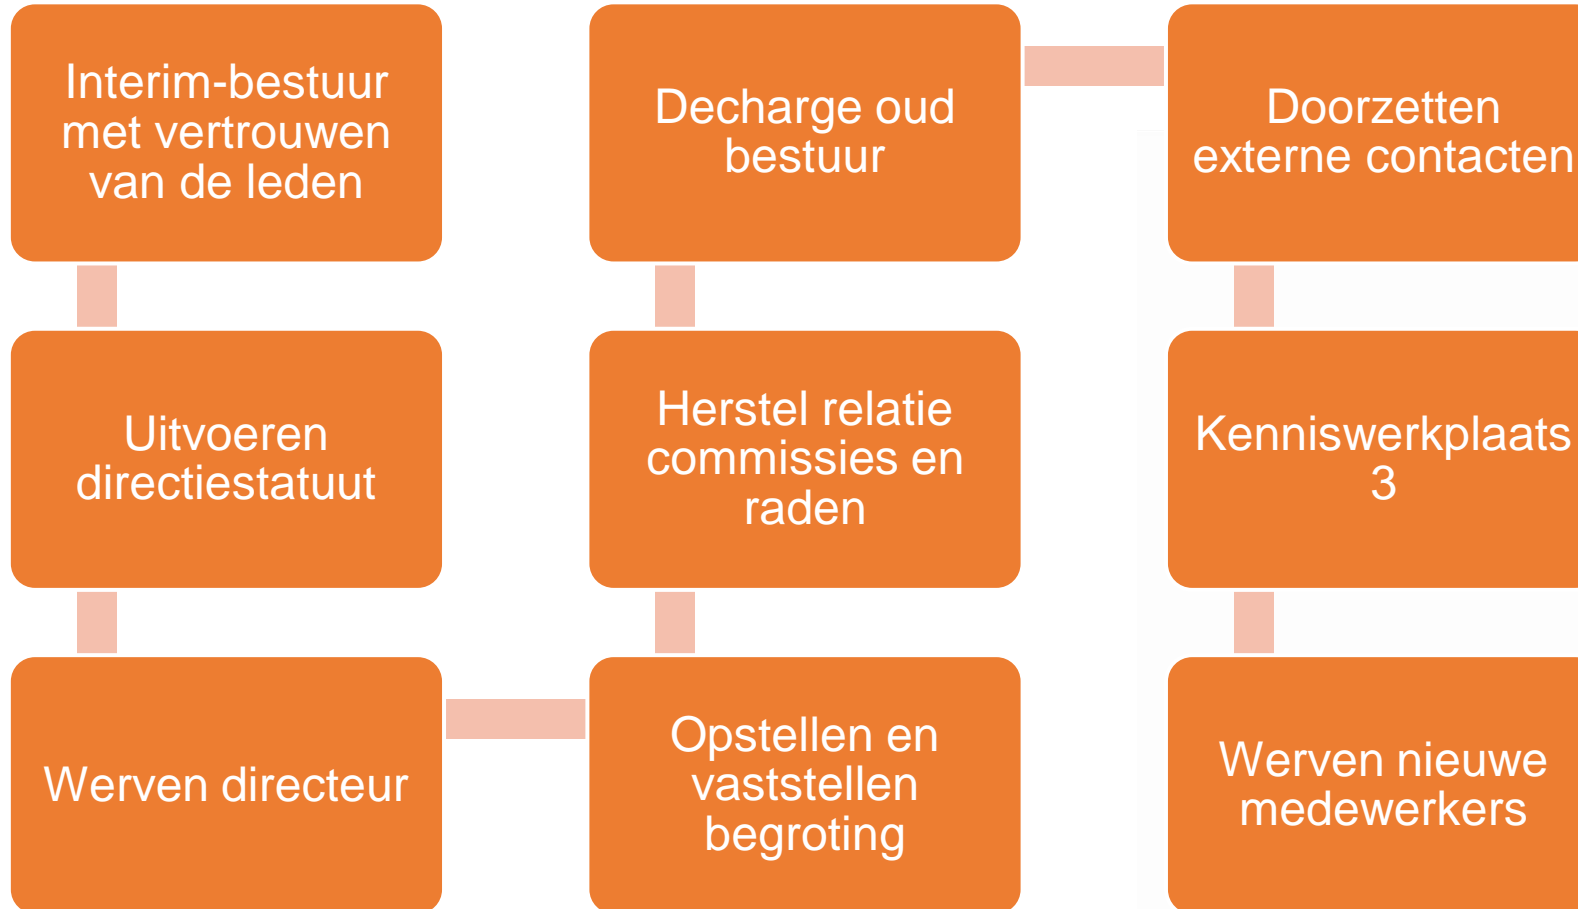 Interim-bestuur
met vertrouwen
van de leden
Uitvoeren
directiestatuut
Werven directeur
Opstellen en
vaststellen
begroting
Herstel relatie
commissies en
raden
Decharge oud
bestuur
Doorzetten
externe contacten
Kenniswerkplaats
3
Werven nieuwe
medewerkers